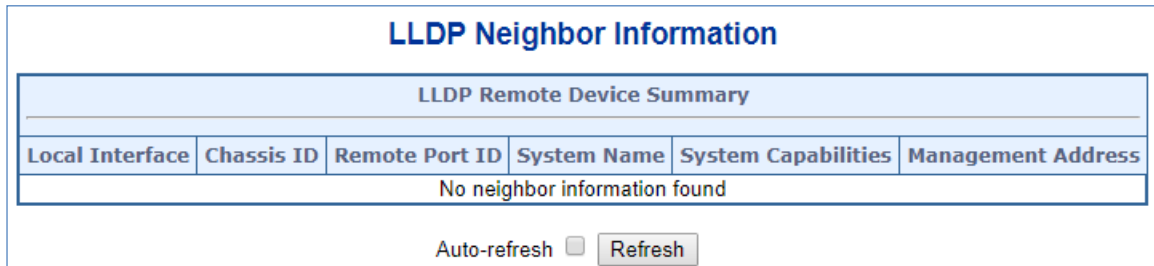 LLDP Neighbor Information
LLDP Remote Device Summary
Local Interface Chassis ID Remote Port ID System Name System Capabilities Management Address
No neighbor information found
Auto-refresh Refresh